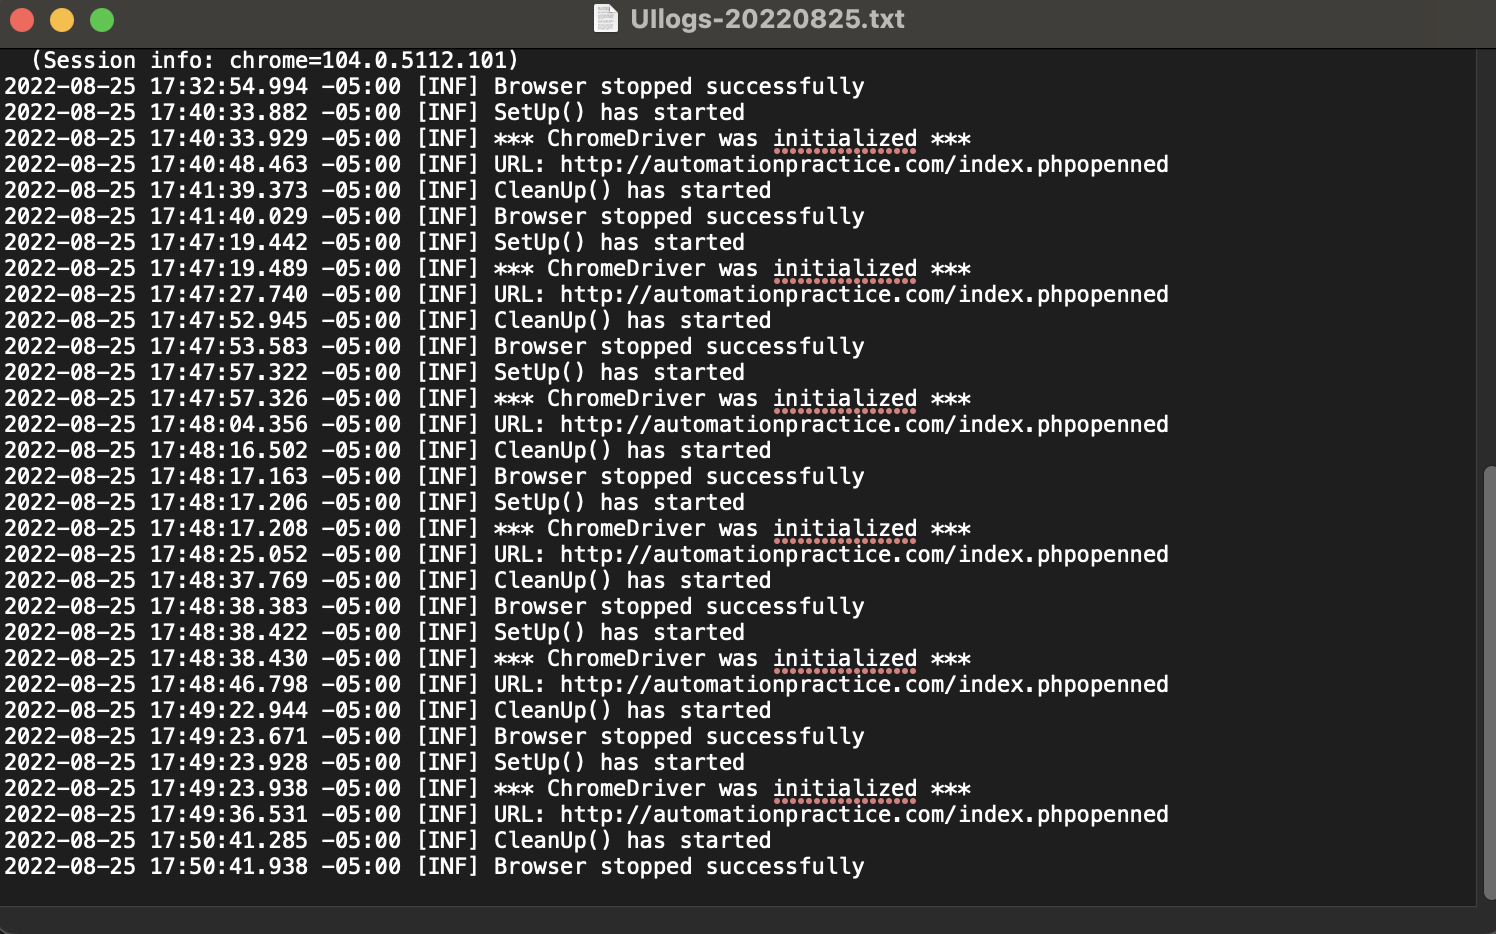 UIlogs-20220825.txt
(Session info: chrome=104.0.5112.101)
2022-08-25 17:32:54.994 -05:00 [INF] Browser stopped successfully
2022-08-25 17:40:33.882 -05:00 [INF] SetUp() has started
2022-08-25 17:40:33.929 -05:00 [INF] *** ChromeDriver was initialized ***
2022-08-25 17:40:48.463 -05:00 [INF] URL: http://automationpractice.com/index.phpopenned
2022-08-25 17:41:39.373 -05:00 [INF] CleanUp() has started
2022-08-25 17:41:40.029 -05:00 [INF] Browser stopped successfully
2022-08-25 17:47:19.442 -05:00 [INF] SetUp() has started
2022-08-25 17:47:19.489 -05:00 [INF] *** ChromeDriver was initialized ***
2022-08-25 17:47:27.740 -05:00 [INF] URL: http://automationpractice.com/index.phpopenned
2022-08-25 17:47:52.945 -05:00 [INF] CleanUp() has started
2022-08-25 17:47:53.583 -05:00 [INF] Browser stopped successfully
2022-08-25 17:47:57.322 -05:00 [INF] SetUp() has started
2022-08-25 17:47:57.326 -05:00 [INF] *** ChromeDriver was initialized ***
2022-08-25 17:48:04.356 -05:00 [INF] URL: http://automationpractice.com/index.phpopenned
2022-08-25 17:48:16.502 -05:00 [INF] CleanUp() has started
2022-08-25 17:48:17.163 -05:00 [INF] Browser stopped successfully
2022-08-25 17:48:17.206 -05:00 [INF] SetUp() has started
2022-08-25 17:48:17.208 -05:00 [INF] *** ChromeDriver was initialized ***
2022-08-25 17:48:25.052 -05:00 [INF] URL: http://automationpractice.com/index.phpopenned
2022-08-25 17:48:37.769 -05:00 [INF] CleanUp() has started
2022-08-25 17:48:38.383 -05:00 [INF] Browser stopped successfully
2022-08-25 17:48:38.422 -05:00 [INF] SetUp() has started
2022-08-25 17:48:38.430 -05:00 [INF] *** ChromeDriver was initialized ***
2022-08-25 17:48:46.798 -05:00 [INF] URL: http://automationpractice.com/index.phpopenned
2022-08-25 17:49:22.944 -05:00 [INF] CleanUp() has started
2022-08-25 17:49:23.671 -05:00 [INF] Browser stopped successfully
2022-08-25 17:49:23.928 -05:00 [INF] SetUp() has started
2022-08-25 17:49:23.938 -05:00 [INF] *** ChromeDriver was initialized ***
2022-08-25 17:49:36.531 -05:00 [INF] URL: http://automationpractice.com/index.phpopenned
2022-08-25 17:50:41.285 -05:00 [INF] CleanUp() has started
2022-08-25 17:50:41.938 -05:00 [INF] Browser stopped successfully